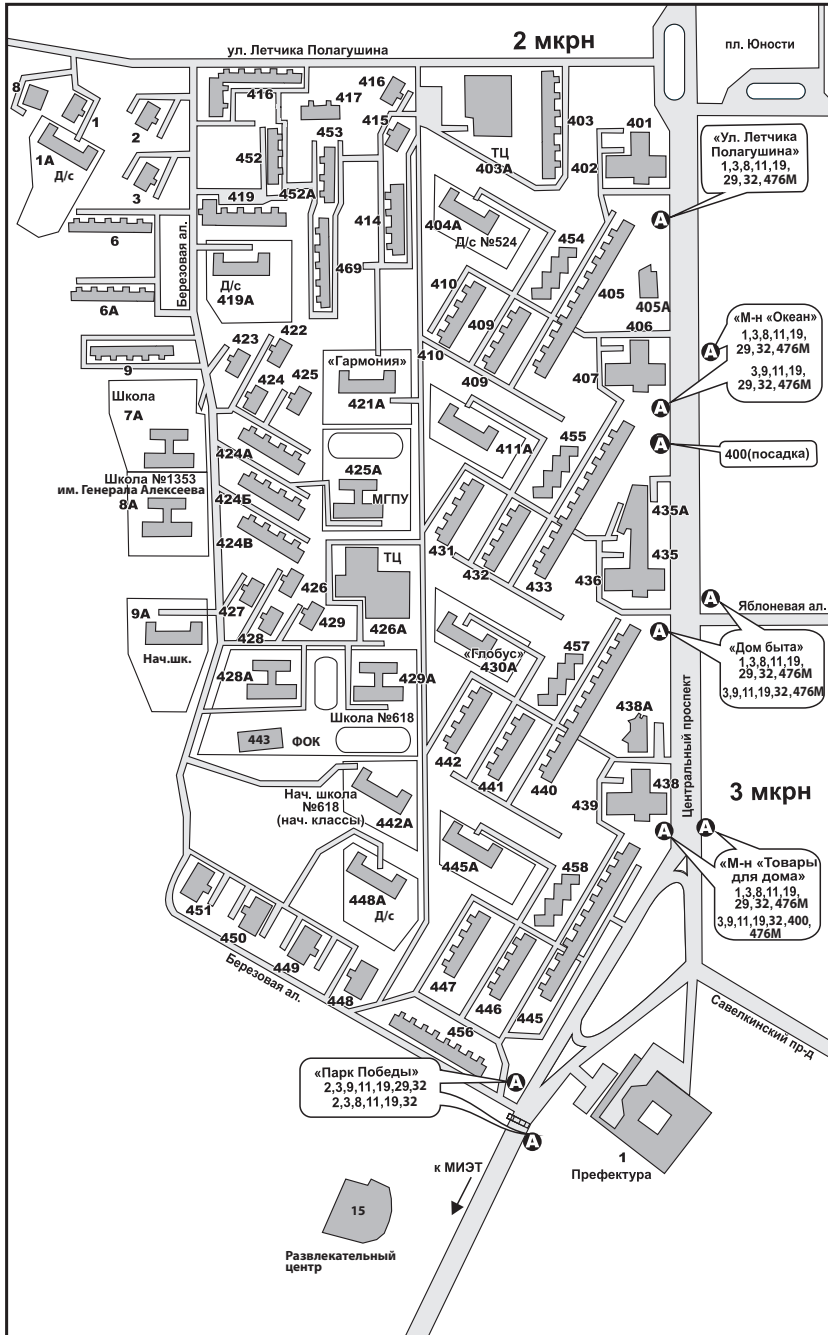 2 мкрн
ул. Летчика Полагушина
пл. Юности
8
1
2
1А
Д/с
3
6
6А
9
Березовая ал.
416
417
416
415
453
452
452А
419
414
Д/с
419А
469
ТЦ
403А
403
401
402
«Ул. Летчика
Полагушина»
1,3,8,11,19,
29,32,476М
А
404А
Д/с №524
454
405
405А
406
410
409
410
409
407
«М-н «Океан»
1,3,8,11,19,
29,32,476М
3,9,11,19,
29,32,476М
А
А
А
400(посадка)
423
422
424
425
«Гармония»
421А
Школа
7А
Школа №1353
им. Генерала Алексеева
8А
424А
424Б
424В
425А
МГПУ
411А
455
431
432
433
435А
435
436
ТЦ
426А
426
427
428
429
9А
Нач.шк.
А
Яблоневая ал.
А
«Дом быта»
1,3,8,11,19,
29,32,476М
3,9,11,19,32,476М
«Глобус»
430А
457
428А
429А
Школа №618
443
ФОК
442
441
440
438А
438
439
Центральный проспект
3 мкрн
Нач. школа
№618
(нач. классы)
442А
А
А
«М-н «Товары
для дома»
1,3,8,11,19,
29,32,476М
3,9,11,19,32,400,
476М
445А
458
448А
Д/с
451
450
449
448
Березовая ал.
447
446
445
456
Савелкинский пр-д
«Парк Победы»
2,3,9,11,19,29,32
2,3,8,11,19,32
А
А
1
Префектура
к МИЭТ
15
Развлекательный
центр